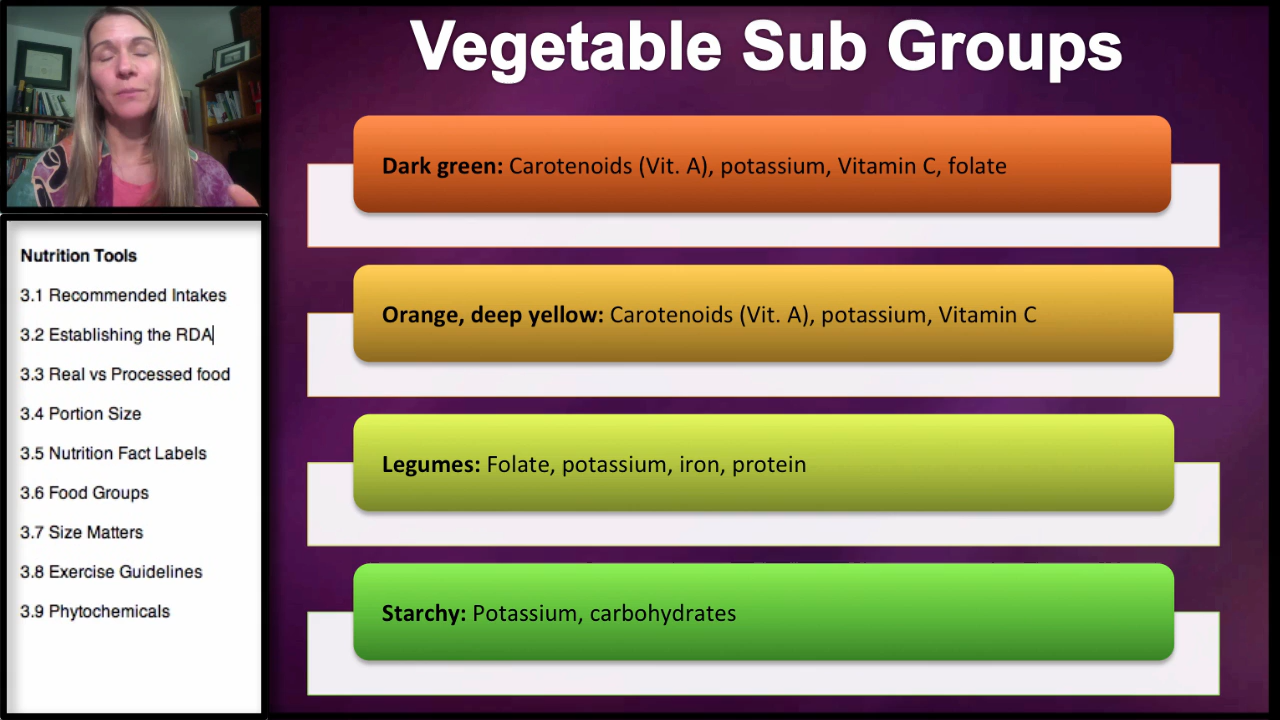 Vegetable Sub Groups
Dark green: Carotenoids (Vit. A), potassium, Vitamin C, folate
Orange, deep yellow: Carotenoids (Vit. A), potassium, Vitamin C
Legumes: Folate, potassium, iron, protein
Starchy: Potassium, carbohydrates
Nutrition Tools
3.1 Recommended Intakes
3.2 Establishing the RDA
3.3 Real vs Processed food
3.4 Portion Size
3.5 Nutrition Fact Labels
3.6 Food Groups
3.7 Size Matters
3.8 Exercise Guidelines
3.9 Phytochemicals